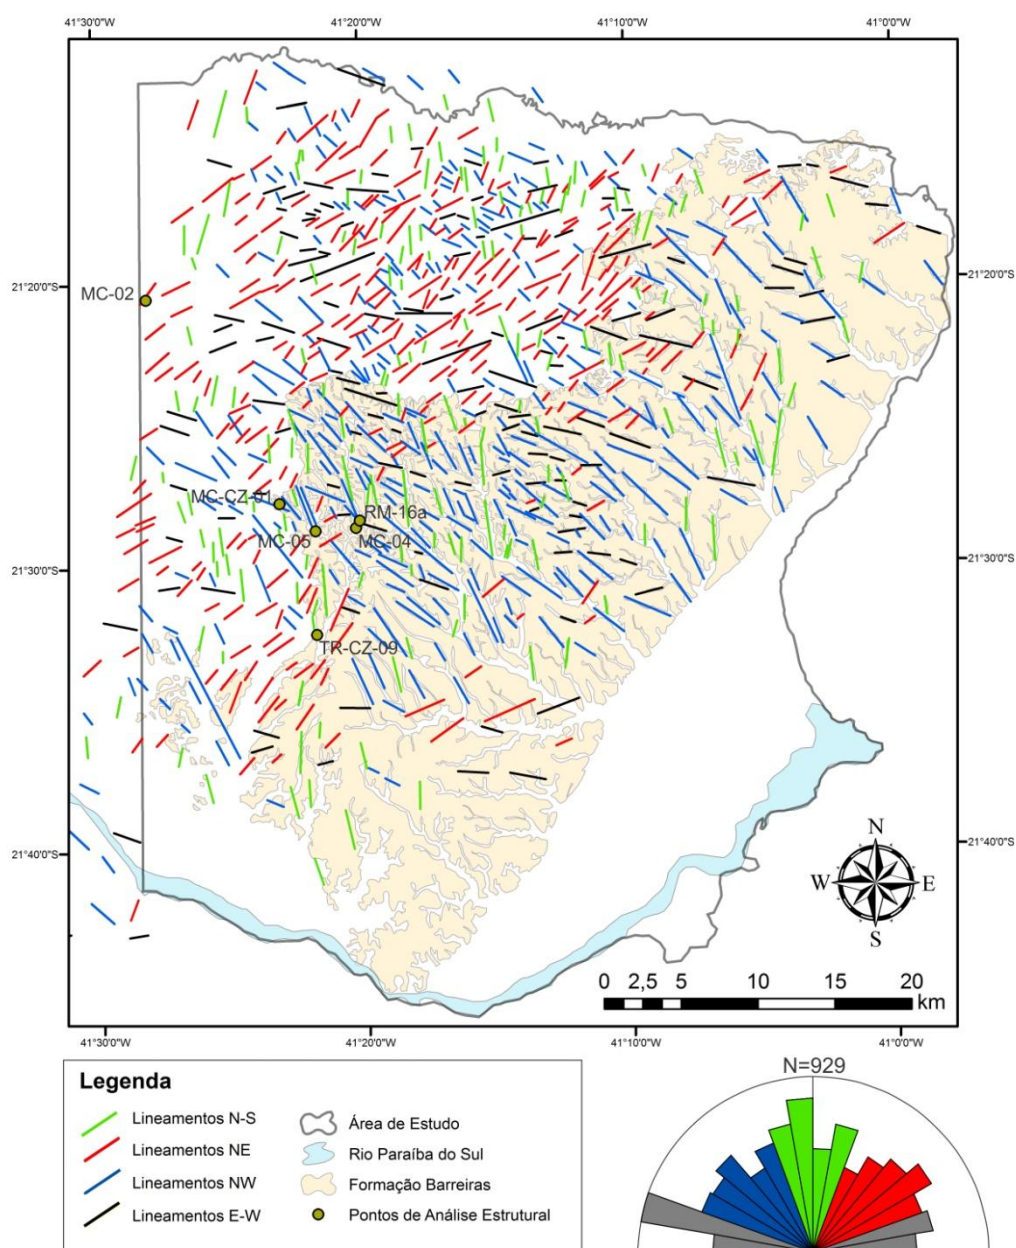 41°30'0"W 41°20'0"W 41°10'0"W 41°0'0"W
21°20'0"S 21°20'0"S
MC-02
MC-CZ-01
RM-16a
MC-05 MC-04
21°30'0"S 21°30'0"S
TR-CZ-09
21°40'0"S 21°40'0"S
N
W E
S
0 2,5 5 10 15 20
km
41°30'0"W 41°20'0"W 41°10'0"W 41°0'0"W
Legenda
Lineamentos N-S
Lineamentos NE
Lineamentos NW
Lineamentos E-W
Área de Estudo
Rio Paraíba do Sul
Formação Barreiras
Pontos de Análise Estrutural
N=929